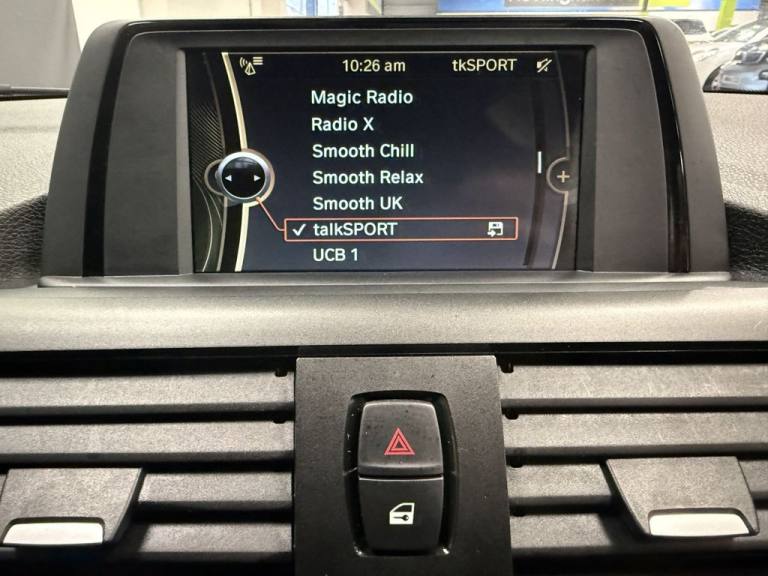 10:26 am tkSPORT
Magic Radio
Radio X
Smooth Chill
Smooth Relax
Smooth UK
talkSPORT
UCB 1